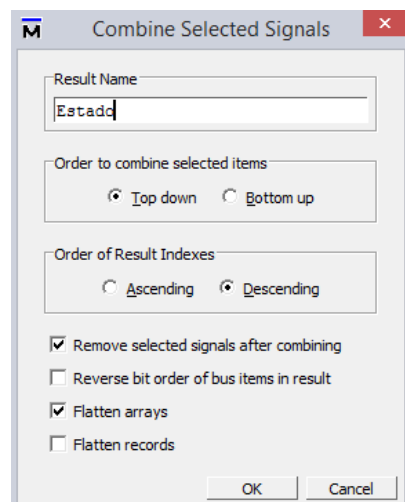 Combine Selected Signals
Result Name
Estado
Order to combine selected items
Top down Bottom up
Order of Result Indexes
Ascending Descending
Remove selected signals after combining
Reverse bit order of bus items in result
Flatten arrays
Flatten records
OK Cancel